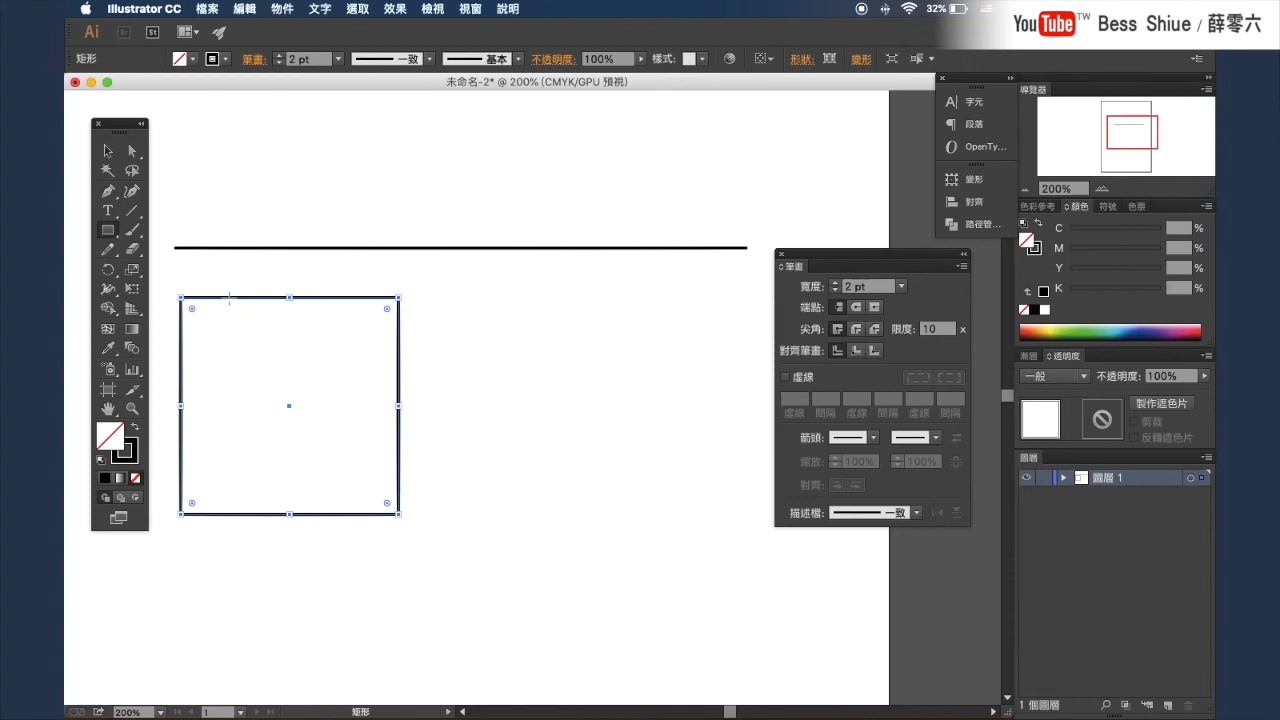 Illustrator CC 檔案 編輯 物件 文字 選取 效果 檢視 視窗 說明
32%
YouTube TW Bess Shiue / 薛零六
Ai Br St
矩形 筆畫: 2 pt 一致 基本 不透明度: 100% 樣式: 形狀: 變形
未命名-2* @ 200% (CMYK/GPU 預視)
字元
段落
OpenTy...
變形
對齊
路徑管...
導覽器
200%
色彩參考 顏色 符號 色票
C %
M %
Y %
K %
漸層 透明度
一般 不透明度: 100%
製作遮色片
剪裁
反轉遮色片
圖層
圖層 1
1 個圖層
筆畫
寬度: 2 pt
端點:
尖角: 限度: 10 x
對齊筆畫:
虛線
虛線 間隔 虛線 間隔 虛線 間隔
箭頭:
縮放: 100% 100%
對齊:
描述檔: 一致
200% 1 矩形